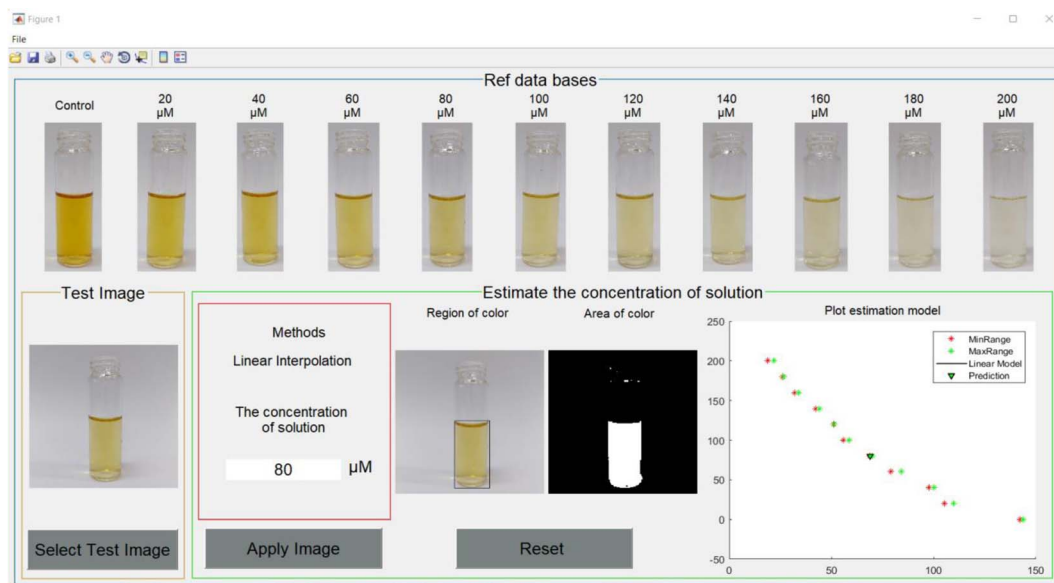 Figure 1
File
Ref data bases
Control
20
µM
40
µM
60
µM
80
µM
100
µM
120
µM
140
µM
160
µM
180
µM
200
µM
Test Image
Select Test Image
Estimate the concentration of solution
Methods
Linear Interpolation
The concentration
of solution
80 µM
Apply Image
Region of color
Area of color
Reset
Plot estimation model
250
200
150
100
50
0
-50
0 50 100 150
MinRange
MaxRange
Linear Model
Prediction